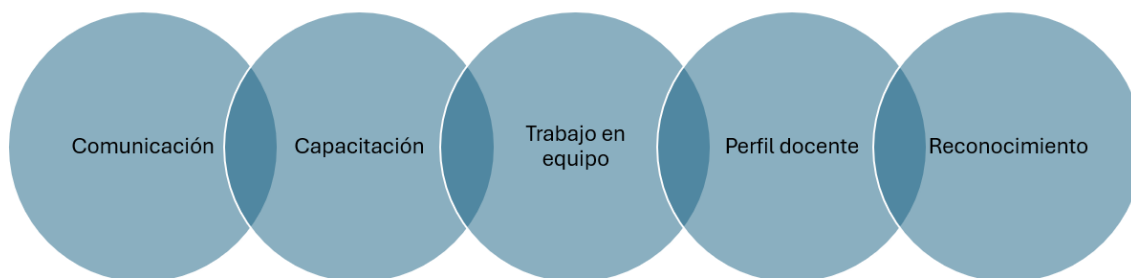 Comunicación
Capacitación
Trabajo en
equipo
Perfil docente
Reconocimiento